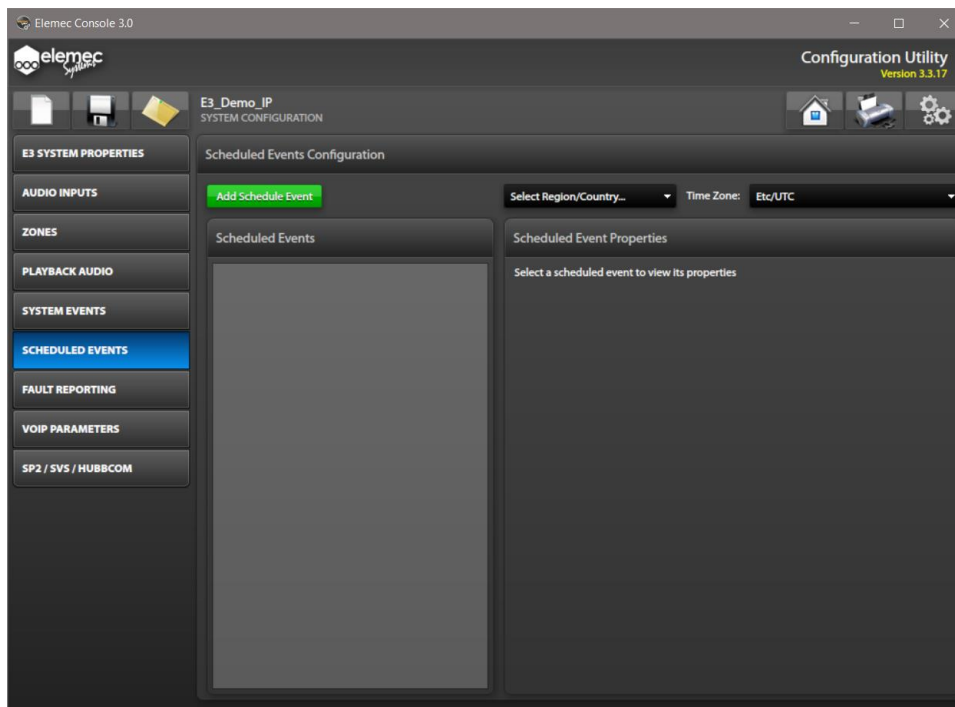 Elemec Console 3.0
elemec
Systems
Configuration Utility
Version 3.3.17
E3_Demo_IP
SYSTEM CONFIGURATION
E3 SYSTEM PROPERTIES
AUDIO INPUTS
ZONES
PLAYBACK AUDIO
SYSTEM EVENTS
SCHEDULED EVENTS
FAULT REPORTING
VOIP PARAMETERS
SP2 / SVS / HUBBCOM
Scheduled Events Configuration
Add Schedule Event
Select Region/Country... Time Zone: Etc/UTC
Scheduled Events
Scheduled Event Properties
Select a scheduled event to view its properties